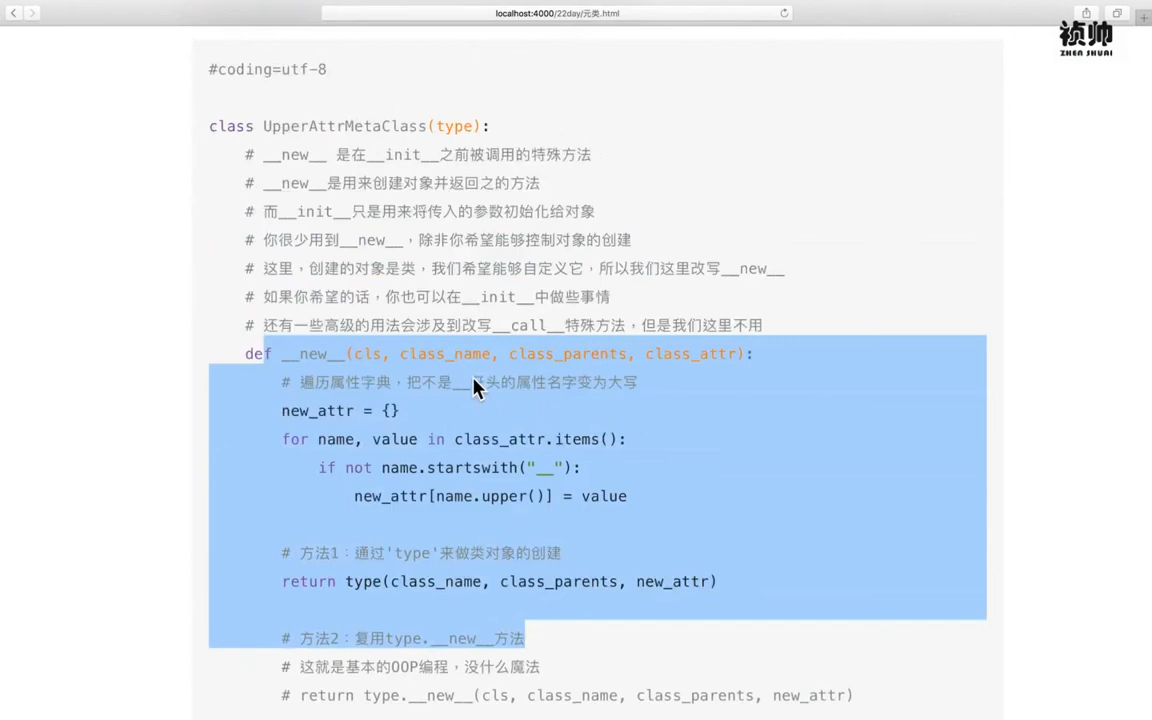 localhost:4000/22day/元类.html
祯帅
ZHEN SHUAI
#coding=utf-8
class UpperAttrMetaClass(type):
# __new__ 是在__init__之前被调用的特殊方法
# __new__是用来创建对象并返回之的方法
# 而__init__只是用来将传入的参数初始化给对象
# 你很少用到__new__，除非你希望能够控制对象的创建
# 这里，创建的对象是类，我们希望能够自定义它，所以我们这里改写__new__
# 如果你希望的话，你也可以在__init__中做些事情
# 还有一些高级的用法会涉及到改写__call__特殊方法，但是我们这里不用
def __new__(cls, class_name, class_parents, class_attr):
# 遍历属性字典，把不是__开头的属性名字变为大写
new_attr = {}
for name, value in class_attr.items():
if not name.startswith("__"):
new_attr[name.upper()] = value
# 方法1：通过'type'来做类对象的创建
return type(class_name, class_parents, new_attr)
# 方法2：复用type.__new__方法
# 这就是基本的OOP编程，没什么魔法
# return type.__new__(cls, class_name, class_parents, new_attr)